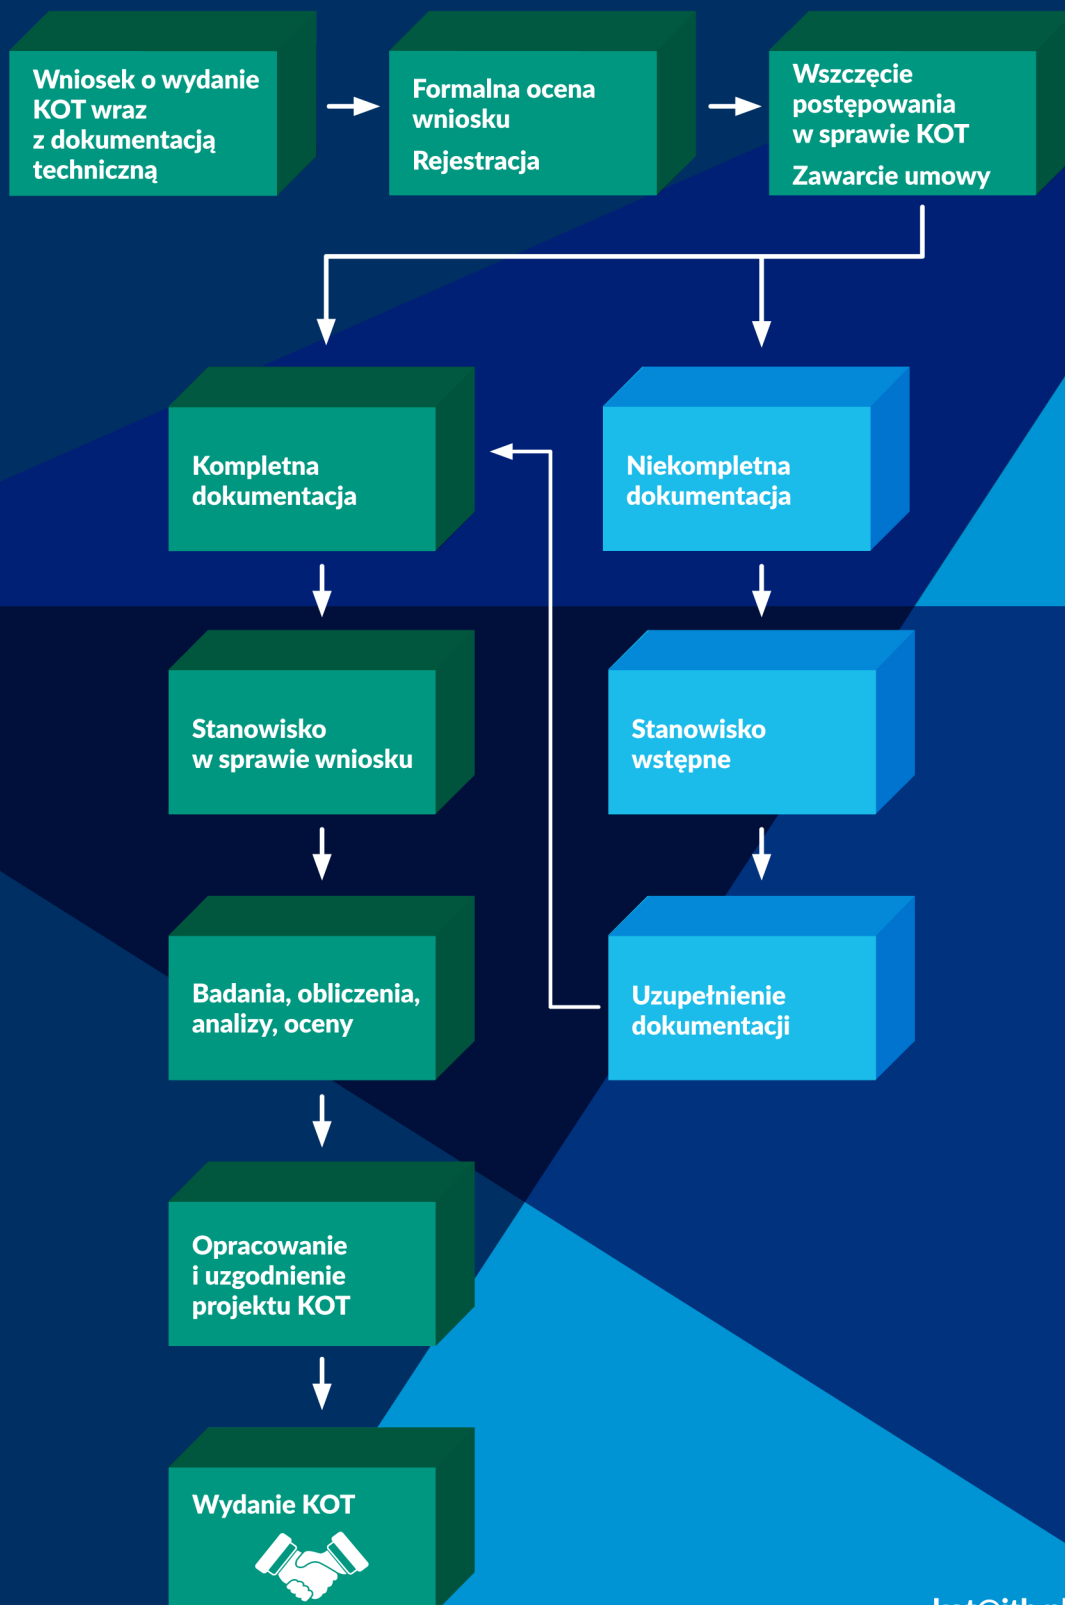 Wniosek o wydanie
KOT wraz
z dokumentacją
techniczną
Formalna ocena
wniosku
Rejestracja
Wszczęcie
postępowania
w sprawie KOT
Zawarcie umowy
Kompletna
dokumentacja
Niekompletna
dokumentacja
Stanowisko
w sprawie wniosku
Stanowisko
wstępne
Badania, obliczenia,
analizy, oceny
Uzupełnienie
dokumentacji
Opracowanie
i uzgodnienie
projektu KOT
Wydanie KOT